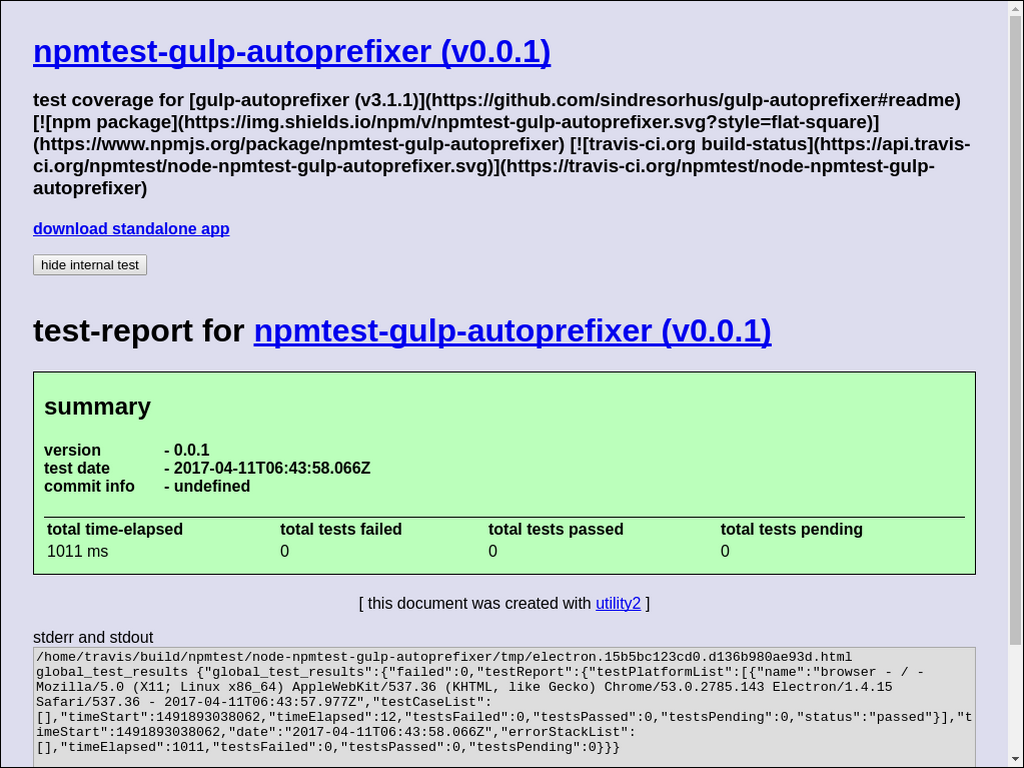 npmtest-gulp-autoprefixer (v0.0.1)
test coverage for [gulp-autoprefixer (v3.1.1)](https://github.com/sindresorhus/gulp-autoprefixer#readme)
[![npm package](https://img.shields.io/npm/v/npmtest-gulp-autoprefixer.svg?style=flat-square)]
(https://www.npmjs.org/package/npmtest-gulp-autoprefixer) [![travis-ci.org build-status](https://api.travis-
ci.org/npmtest/node-npmtest-gulp-autoprefixer.svg)](https://travis-ci.org/npmtest/node-npmtest-gulp-
autoprefixer)
download standalone app
hide internal test
test-report for npmtest-gulp-autoprefixer (v0.0.1)
summary
version - 0.0.1
test date - 2017-04-11T06:43:58.066Z
commit info - undefined
total time-elapsed total tests failed total tests passed total tests pending
1011 ms 0 0 0
[ this document was created with utility2 ]
stderr and stdout
/home/travis/build/npmtest/node-npmtest-gulp-autoprefixer/tmp/electron.15b5bc123cd0.d136b980ae93d.html
global_test_results {"global_test_results":{"failed":0,"testReport":{"testPlatformList":[{"name":"browser - / -
Mozilla/5.0 (X11; Linux x86_64) AppleWebKit/537.36 (KHTML, like Gecko) Chrome/53.0.2785.143 Electron/1.4.15
Safari/537.36 - 2017-04-11T06:43:57.977Z","testCaseList":
[],"timeStart":1491893038062,"timeElapsed":12,"testsFailed":0,"testsPassed":0,"testsPending":0,"status":"passed"}],"t
imeStart":1491893038062,"date":"2017-04-11T06:43:58.066Z","errorStackList":
[],"timeElapsed":1011,"testsFailed":0,"testsPassed":0,"testsPending":0}}}